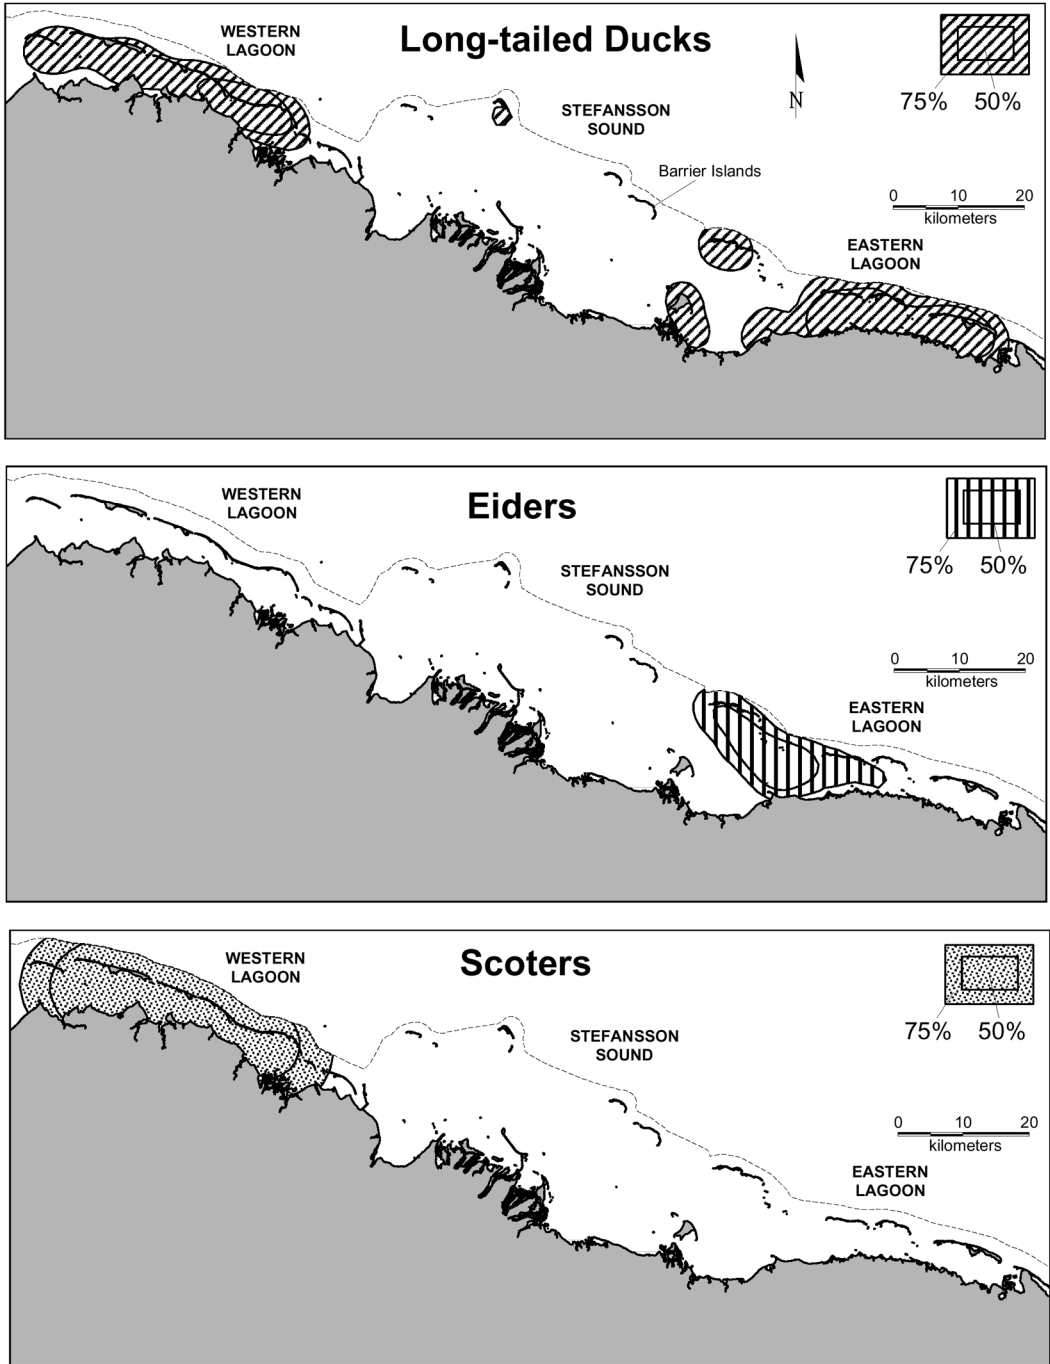 Long-tailed Ducks
WESTERN
LAGOON
75% 50%
N
STEFANSSON
SOUND
Barrier Islands
0 10 20
kilometers
EASTERN
LAGOON
Eiders
WESTERN
LAGOON
75% 50%
STEFANSSON
SOUND
0 10 20
kilometers
EASTERN
LAGOON
Scoters
WESTERN
LAGOON
75% 50%
STEFANSSON
SOUND
0 10 20
kilometers
EASTERN
LAGOON